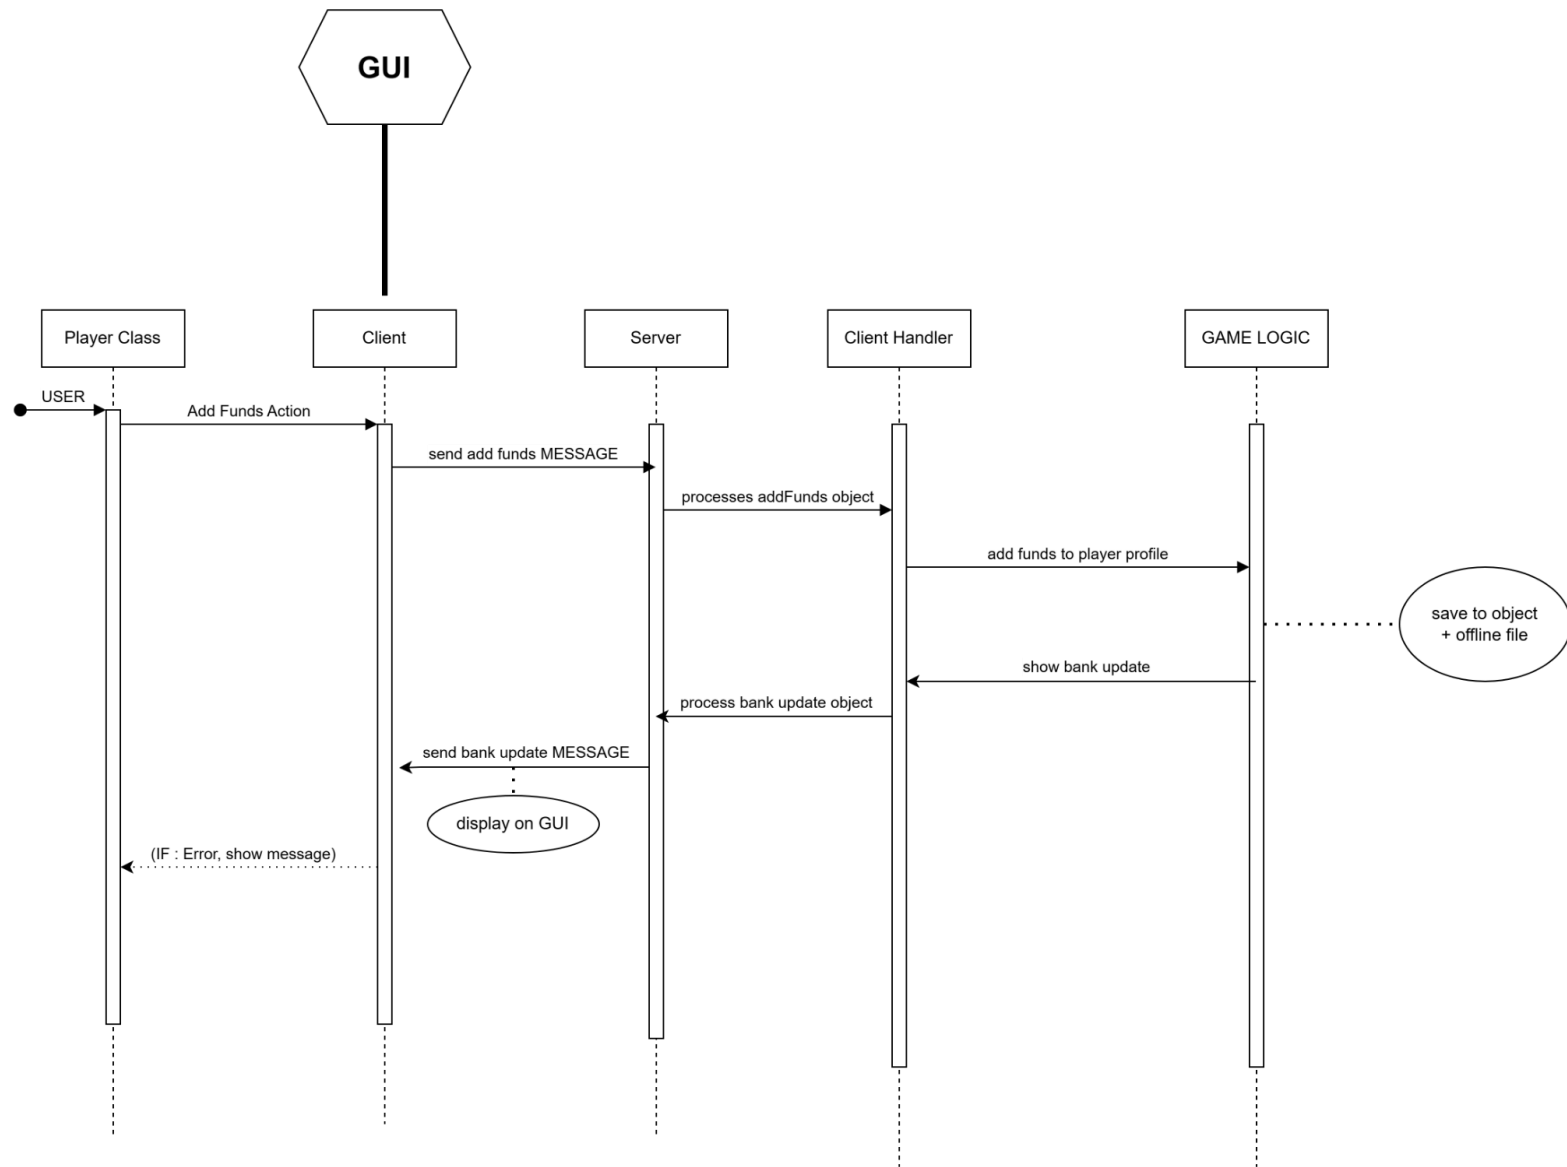 GUI
Player Class
Client
Server
Client Handler
GAME LOGIC
USER
Add Funds Action
send add funds MESSAGE
processes addFunds object
add funds to player profile
save to object
+ offline file
show bank update
process bank update object
send bank update MESSAGE
display on GUI
(IF : Error, show message)